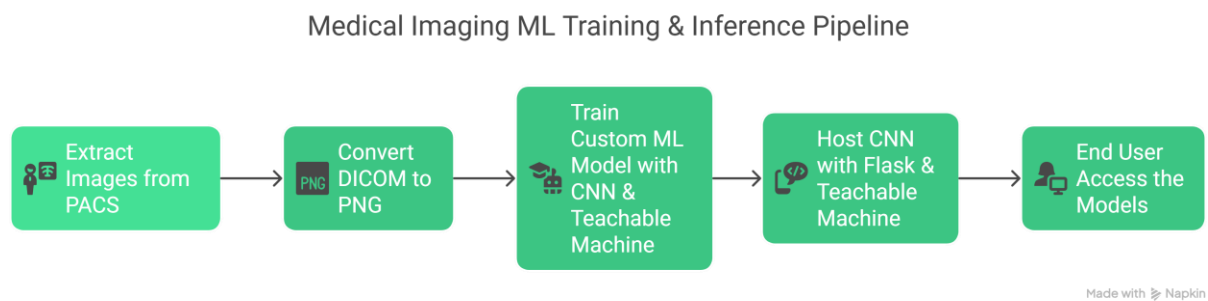 Medical Imaging ML Training & Inference Pipeline
Extract
Images from
PACS
PNG
Convert
DICOM to
PNG
Train
Custom ML
Model with
CNN &
Teachable
Machine
Host CNN
with Flask &
Teachable
Machine
End User
Access the
Models
Made with Napkin